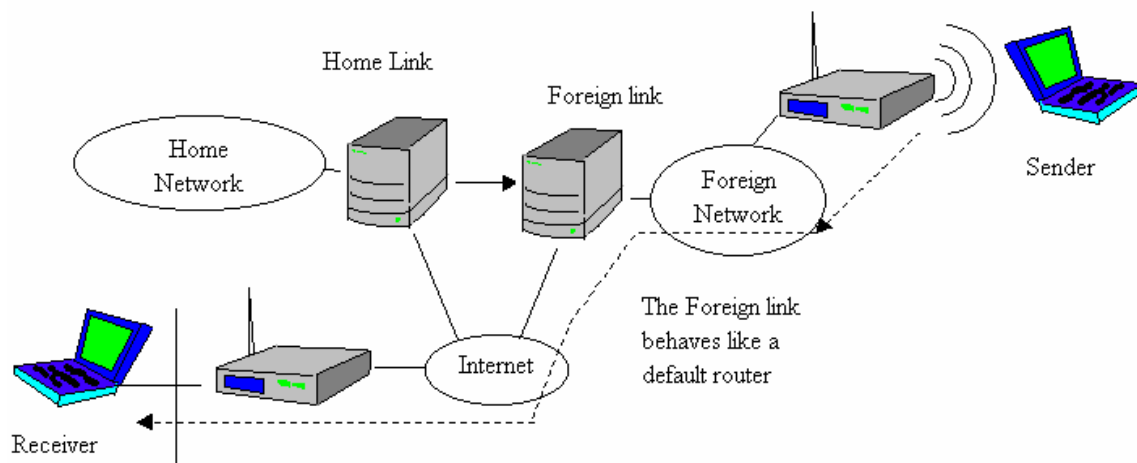 Home Link
Foreign link
Home
Network
Foreign
Network
Sender
The Foreign link
behaves like a
default router
Internet
Receiver